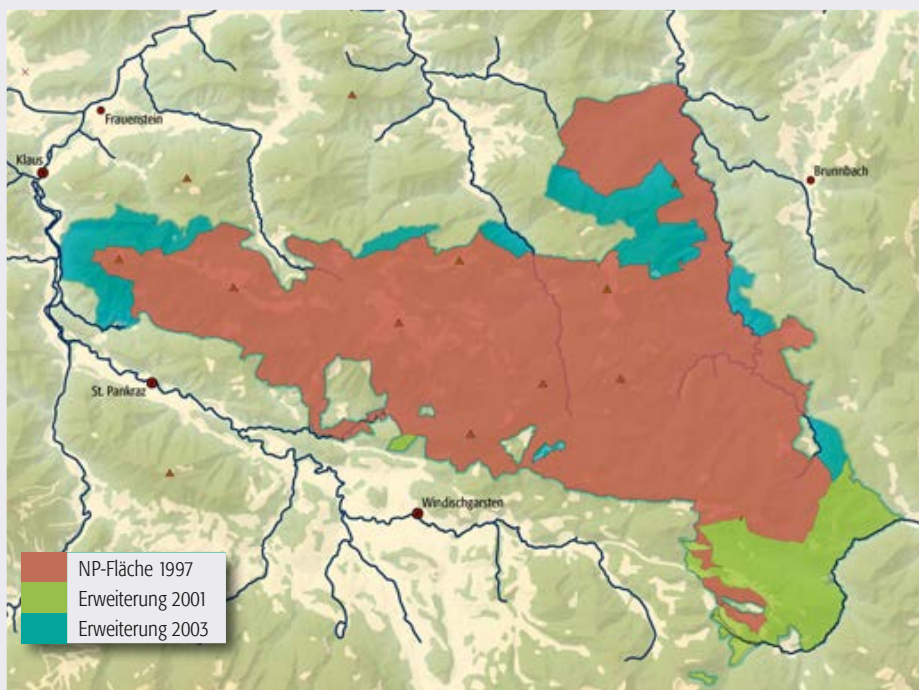 Frauenstein
Klaus
Brunnbach
St. Pankraz
Windischgarsten
NP-Fläche 1997
Erweiterung 2001
Erweiterung 2003